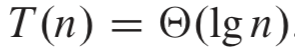 T(n) = Θ(lg n).